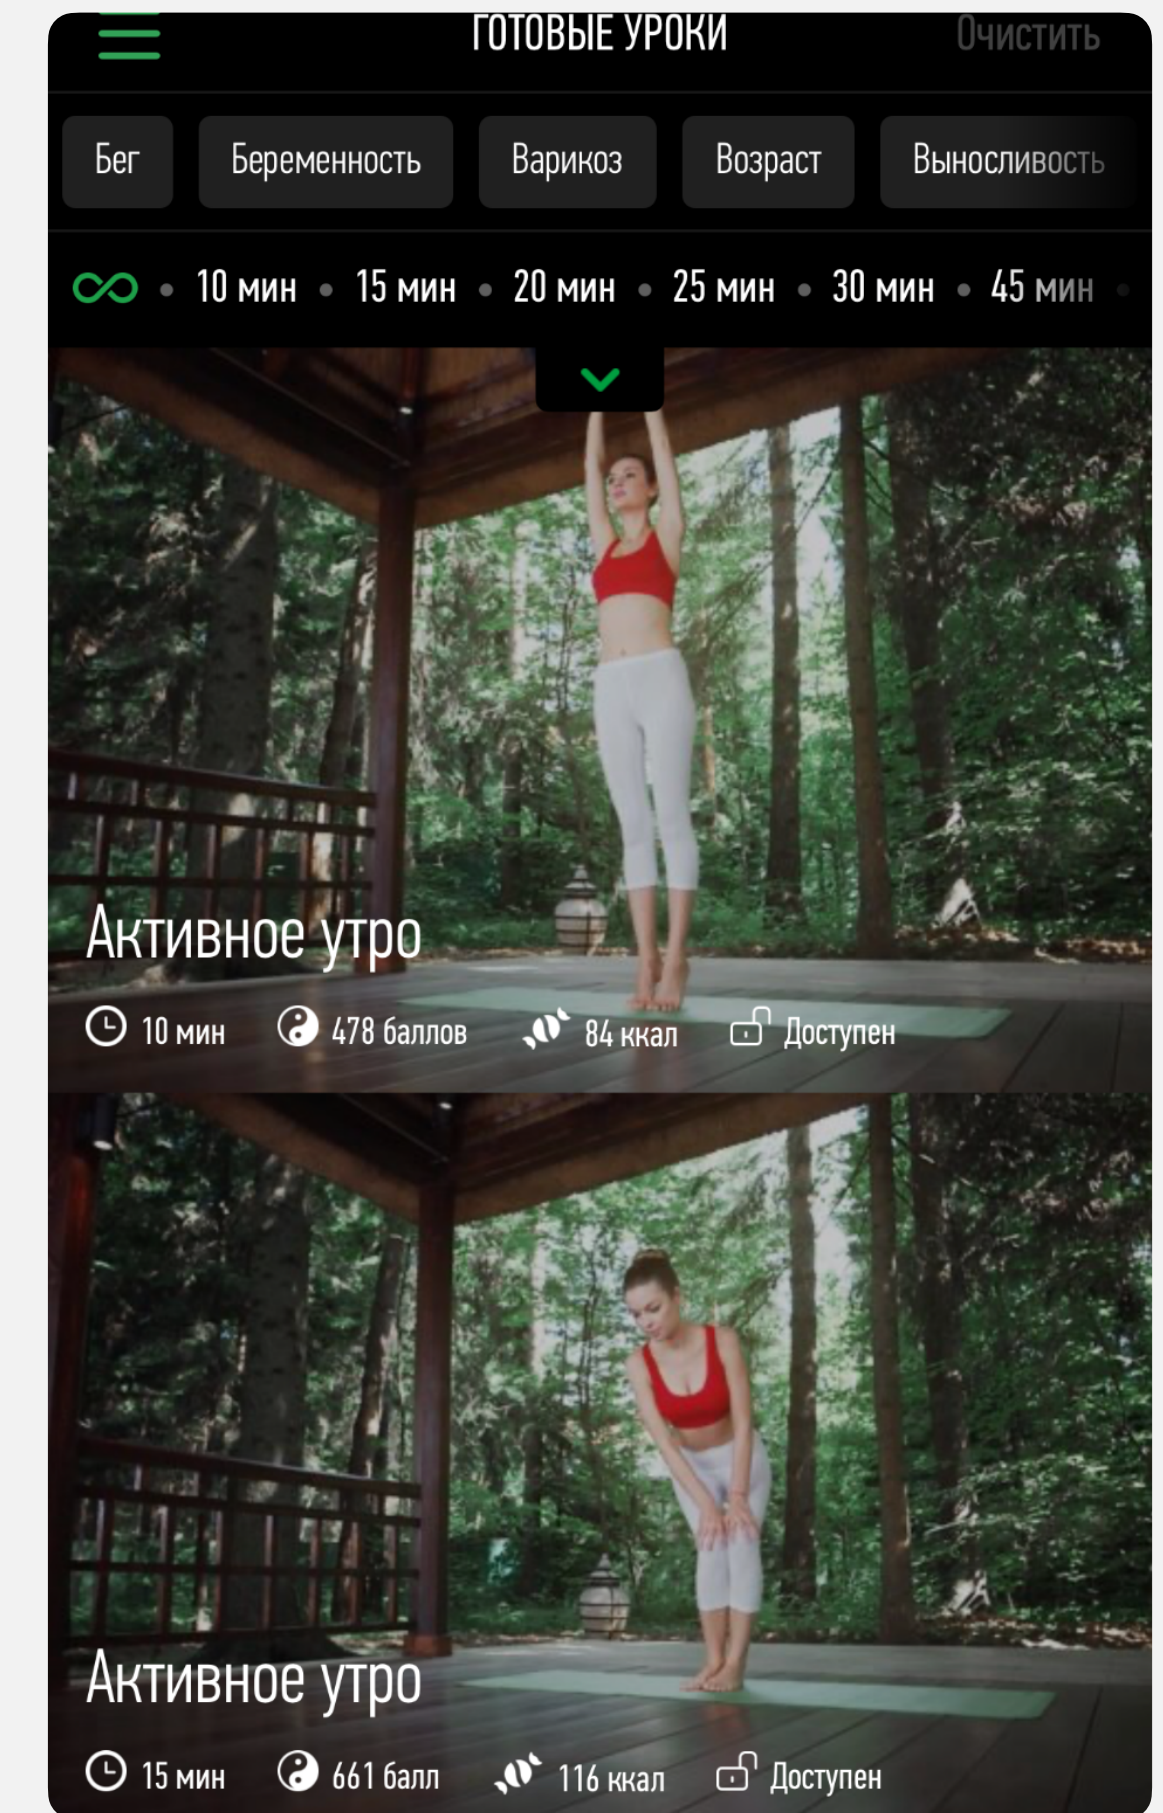 ГОТОВЫЕ УРОКИ Очистить
Бег Беременность Варикоз Возраст Выносливость
10 мин 15 мин 20 мин 25 мин 30 мин 45 мин
Активное утро
10 мин 478 баллов 84 ккал Доступен
Активное утро
15 мин 661 балл 116 ккал Доступен